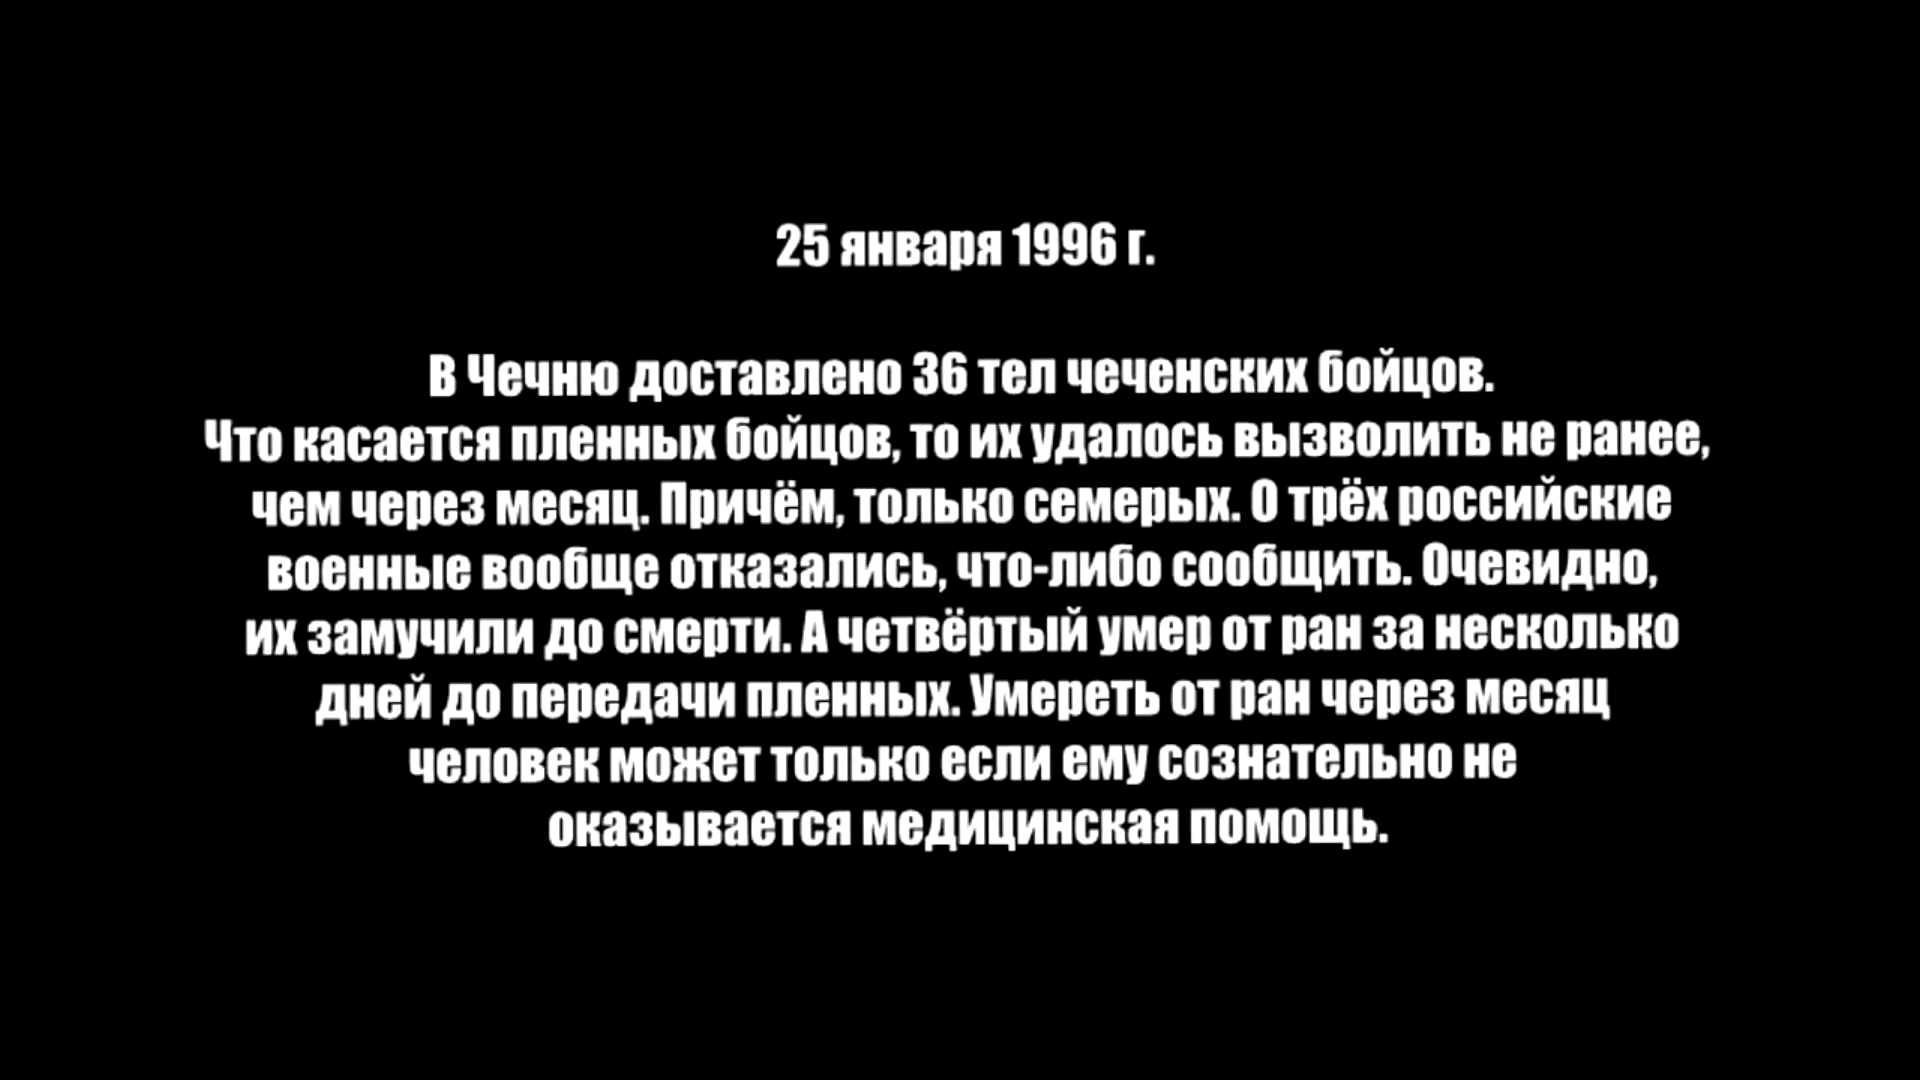 25 января 1996 г.
В Чечню доставлено 36 тел чеченских бойцов.
Что касается пленных бойцов, то их удалось вызволить не ранее,
чем через месяц. Причём, только семерых. О трёх российские
военные вообще отказались, что-либо сообщить. Очевидно,
их замучили до смерти. А четвёртый умер от ран за несколько
дней до передачи пленных. Умереть от ран через месяц
человек может только если ему сознательно не
оказывается медицинская помощь.